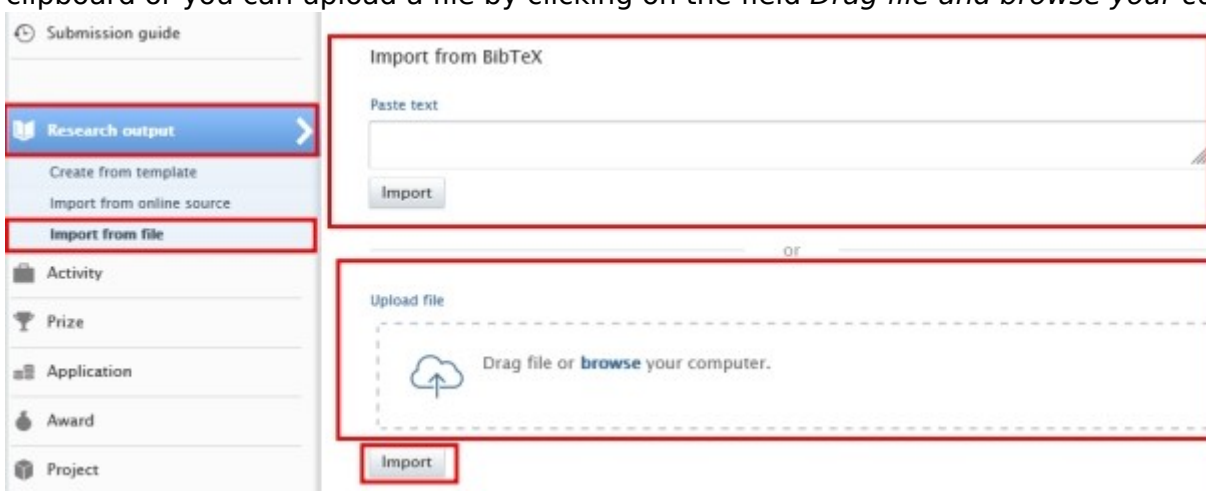 clipboard or you can upload a file by clicking on the field Drag file and browse your co
Submission guide
Research output
Create from template
Import from online source
Import from file
Activity
Prize
Application
Award
Project
Import from BibTeX
Paste text
Import
or
Upload file
Drag file or browse your computer.
Import